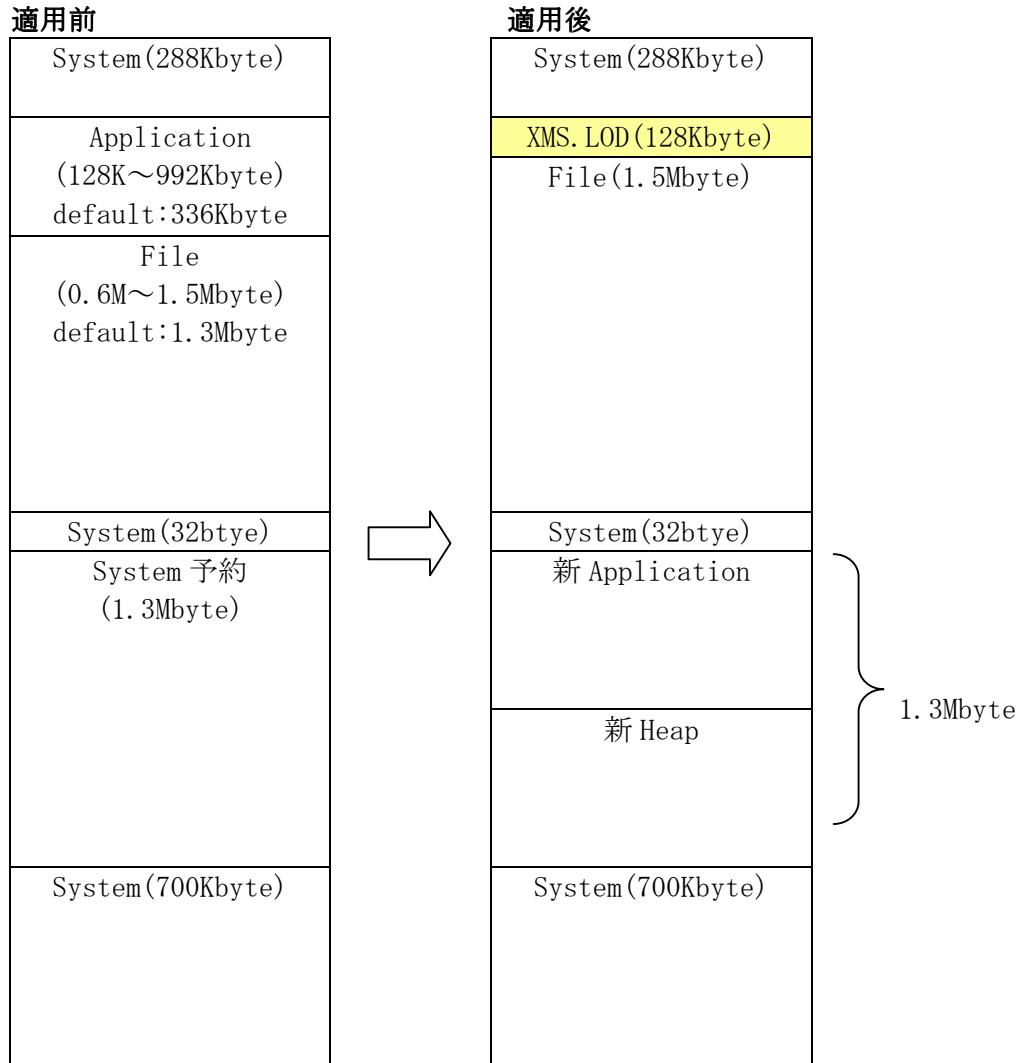 適用前
System(288Kbyte)
Application
(128K～992Kbyte)
default:336Kbyte
File
(0.6M～1.5Mbyte)
default:1.3Mbyte
System(32btye)
System 予約
(1.3Mbyte)
System(700Kbyte)
適用後
System(288Kbyte)
XMS.LOD(128Kbyte)
File(1.5Mbyte)
System(32btye)
新 Application
新 Heap
1.3Mbyte
System(700Kbyte)